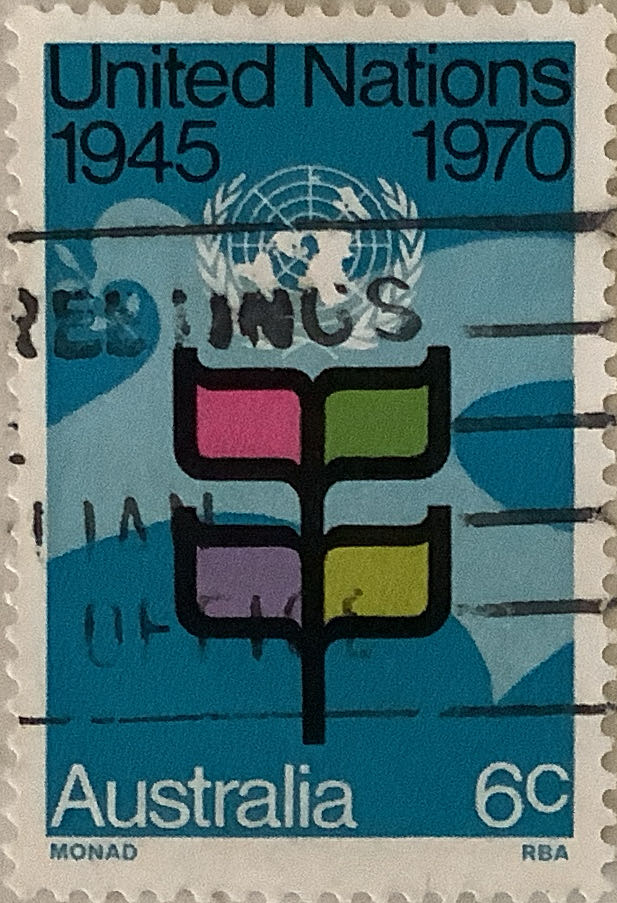 United Nations
1945 1970
Australia 6c
MONAD RBA